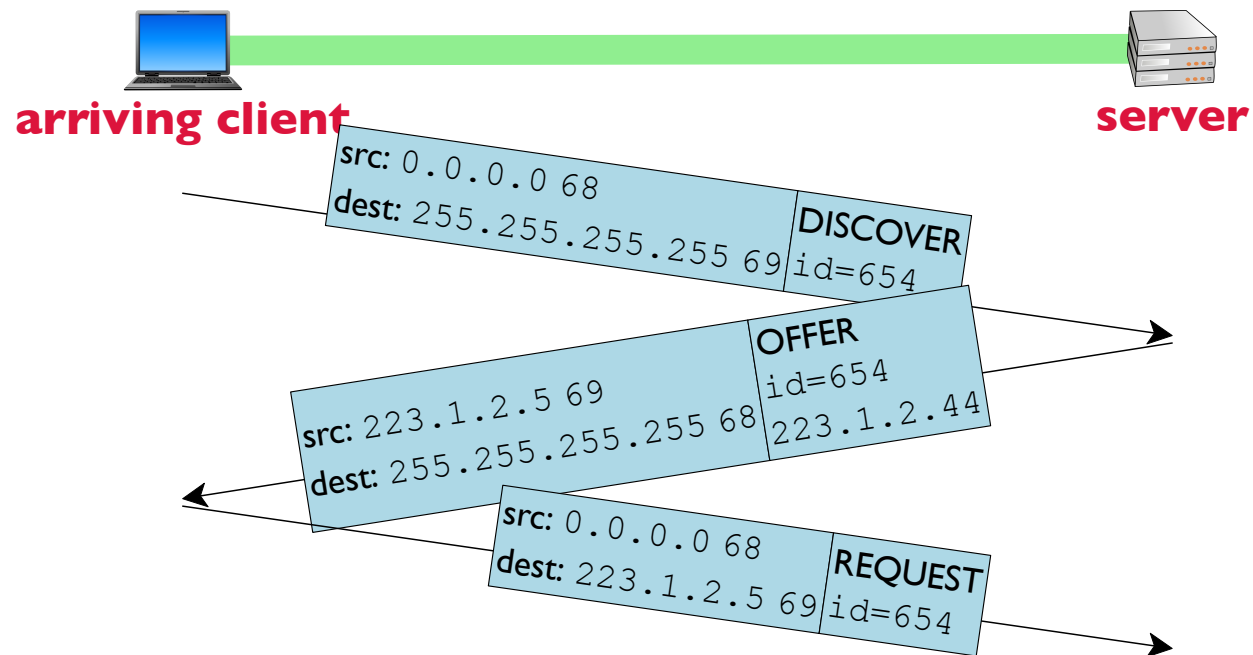 arriving client
server
src: 0.0.0.0 68
dest: 255.255.255.255 69
DISCOVER
id=654
src: 223.1.2.5 69
dest: 255.255.255.255 68
OFFER
id=654
223.1.2.44
src: 0.0.0.0 68
dest: 223.1.2.5 69
REQUEST
id=654